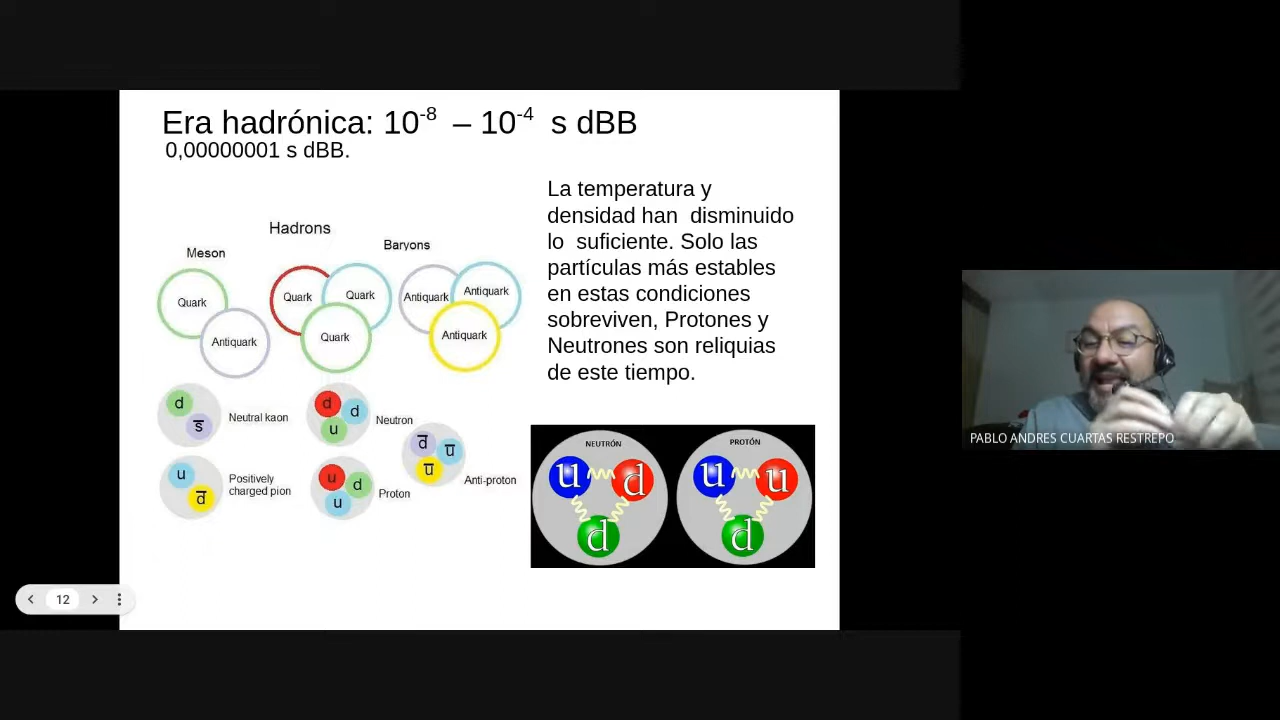 Era hadrónica: 10⁻⁸ – 10⁻⁴ s dBB
0,00000001 s dBB.
La temperatura y
densidad han disminuido
lo suficiente. Solo las
partículas más estables
en estas condiciones
sobreviven, Protones y
Neutrones son reliquias
de este tiempo.
Hadrons
Meson
Baryons
Quark
Antiquark
Quark
Quark
Quark
Antiquark
Antiquark
Antiquark
d
s̅
Neutral kaon
d
d
u
Neutron
u
d̅
Positively
charged pion
u
d
u
Proton
d̅
u̅
u̅
Anti-proton
NEUTRÓN
u
d
d
PROTÓN
u
u
d
12
PABLO ANDRES CUARTAS RESTREPO